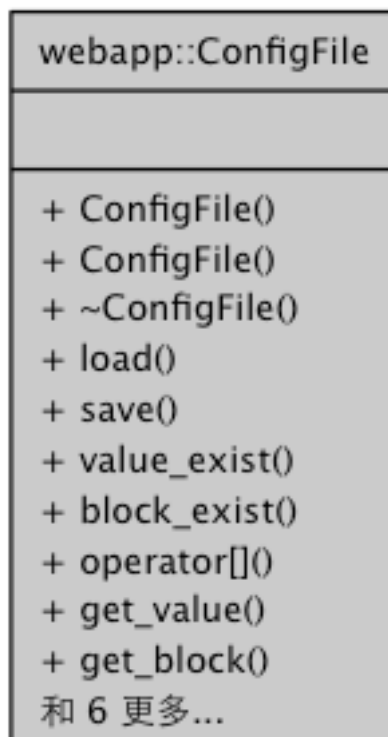 webapp::ConfigFile
+ ConfigFile()
+ ConfigFile()
+ ~ConfigFile()
+ load()
+ save()
+ value_exist()
+ block_exist()
+ operator[]()
+ get_value()
+ get_block()
和 6 更多...